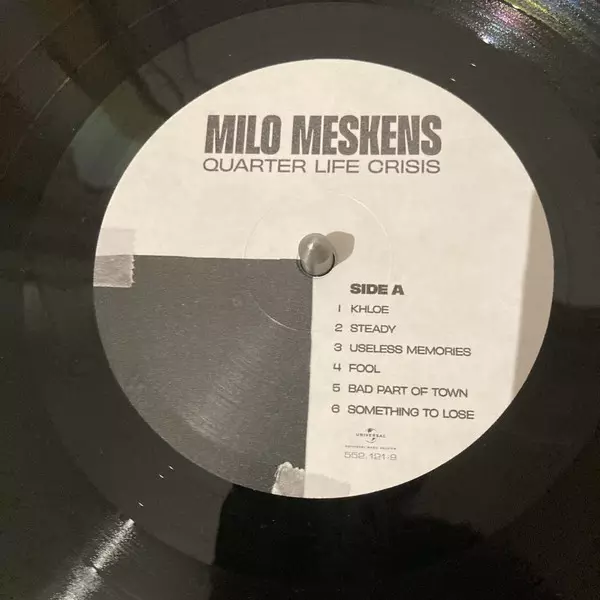 MILO MESKENS
QUARTER LIFE CRISIS
SIDE A
1 KHLOE
2 STEADY
3 USELESS MEMORIES
4 FOOL
5 BAD PART OF TOWN
6 SOMETHING TO LOSE
UNIVERSAL
552.121-9